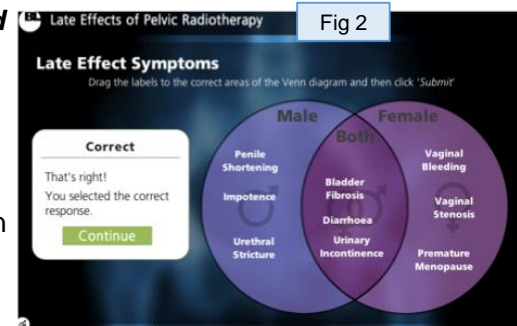 d
Late Effects of Pelvic Radiotherapy
Fig 2
Late Effect Symptoms
Drag the labels to the correct areas of the Venn diagram and then click 'Submit'
Correct
That's right!
You selected the correct
response.
Continue
n
Male
Both
Female
Penile
Shortening
Impotence
Urethral
Stricture
Bladder
Fibrosis
Diarrhoea
Urinary
Incontinence
Vaginal
Bleeding
Vaginal
Stenosis
Premature
Menopause